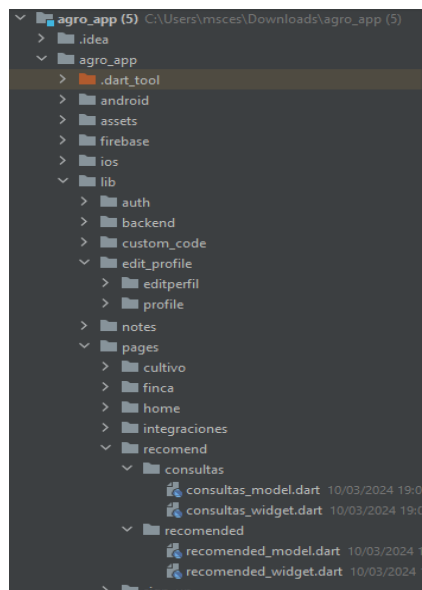 agro_app (5) C:\Users\msces\Downloads\agro_app (5)
.idea
agro_app
.dart_tool
android
assets
firebase
ios
lib
auth
backend
custom_code
edit_profile
editperfil
profile
notes
pages
cultivo
finca
home
integraciones
recomend
consultas
consultas_model.dart 10/03/2024 19:0
consultas_widget.dart 10/03/2024 19:0
recomended
recomended_model.dart 10/03/2024 1
recomended_widget.dart 10/03/2024